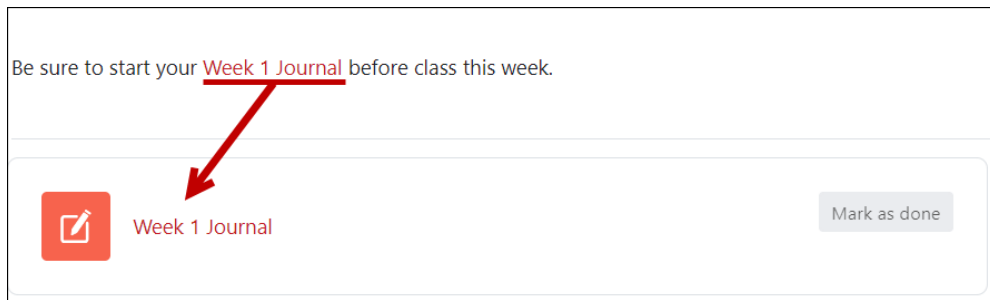 Be sure to start your Week 1 Journal before class this week.
Week 1 Journal
Mark as done